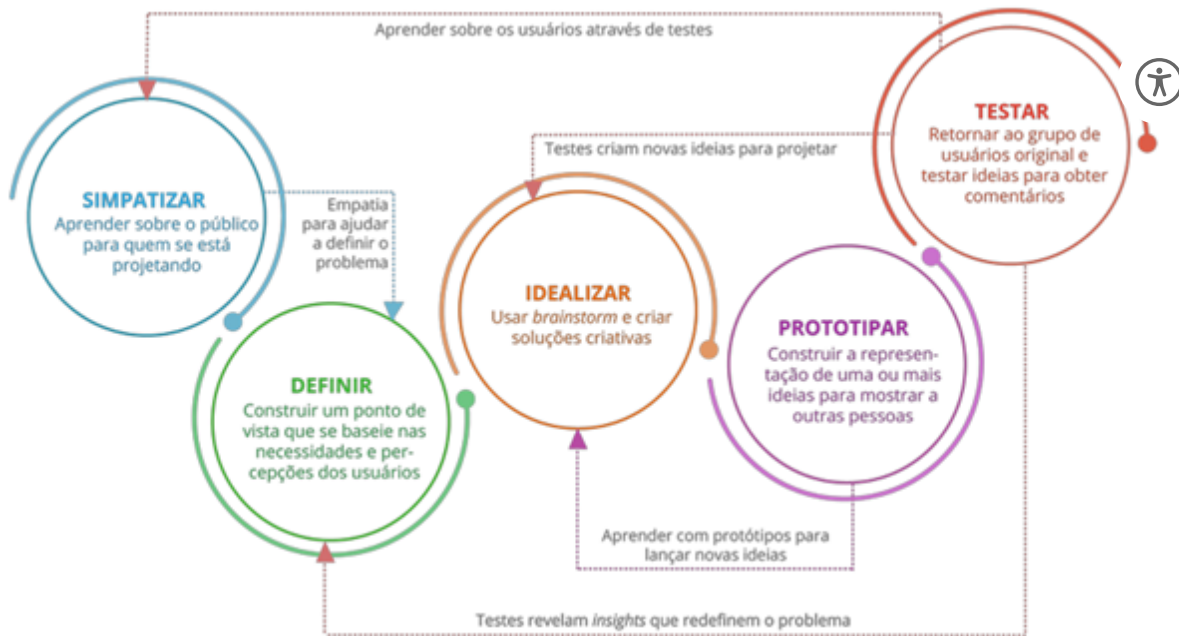 Aprender sobre os usuários através de testes
TESTAR
Retornar ao grupo de
usuários original e
testar ideias para obter
comentários
Testes criam novas ideias para projetar
SIMPATIZAR
Aprender sobre o público
para quem se está
projetando
Empatia
para ajudar
a definir o
problema
IDEALIZAR
Usar brainstorm e criar
soluções criativas
PROTOTIPAR
Construir a represen-
tação de uma ou mais
ideias para mostrar a
outras pessoas
DEFINIR
Construir um ponto de
vista que se baseie nas
necessidades e per-
cepções dos usuários
Aprender com protótipos para
lançar novas ideias
Testes revelam insights que redefinem o problema